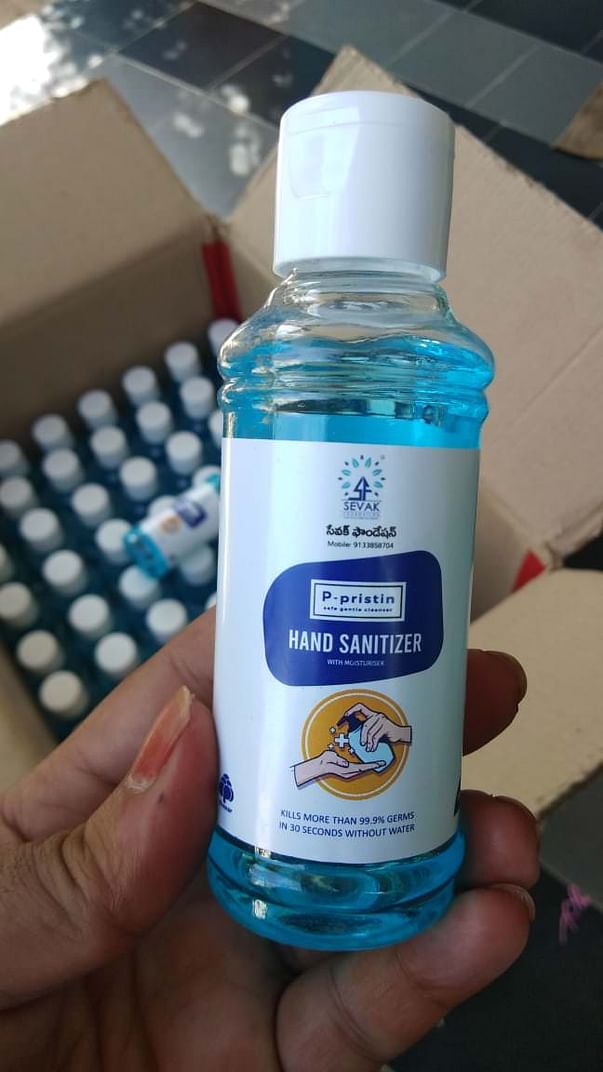 SEVAK
సేవక్ ఫౌండేషన్
Mobile: 9133858704
P-pristin
safe gentle cleanser
HAND SANITIZER
WITH MOISTURISER
KILLS MORE THAN 99.9% GERMS
IN 30 SECONDS WITHOUT WATER